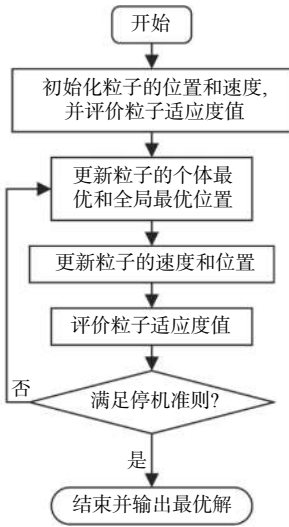 开始
初始化粒子的位置和速度,
并评价粒子适应度值
更新粒子的个体最
优和全局最优位置
更新粒子的速度和位置
评价粒子适应度值
否
满足停机准则?
是
结束并输出最优解